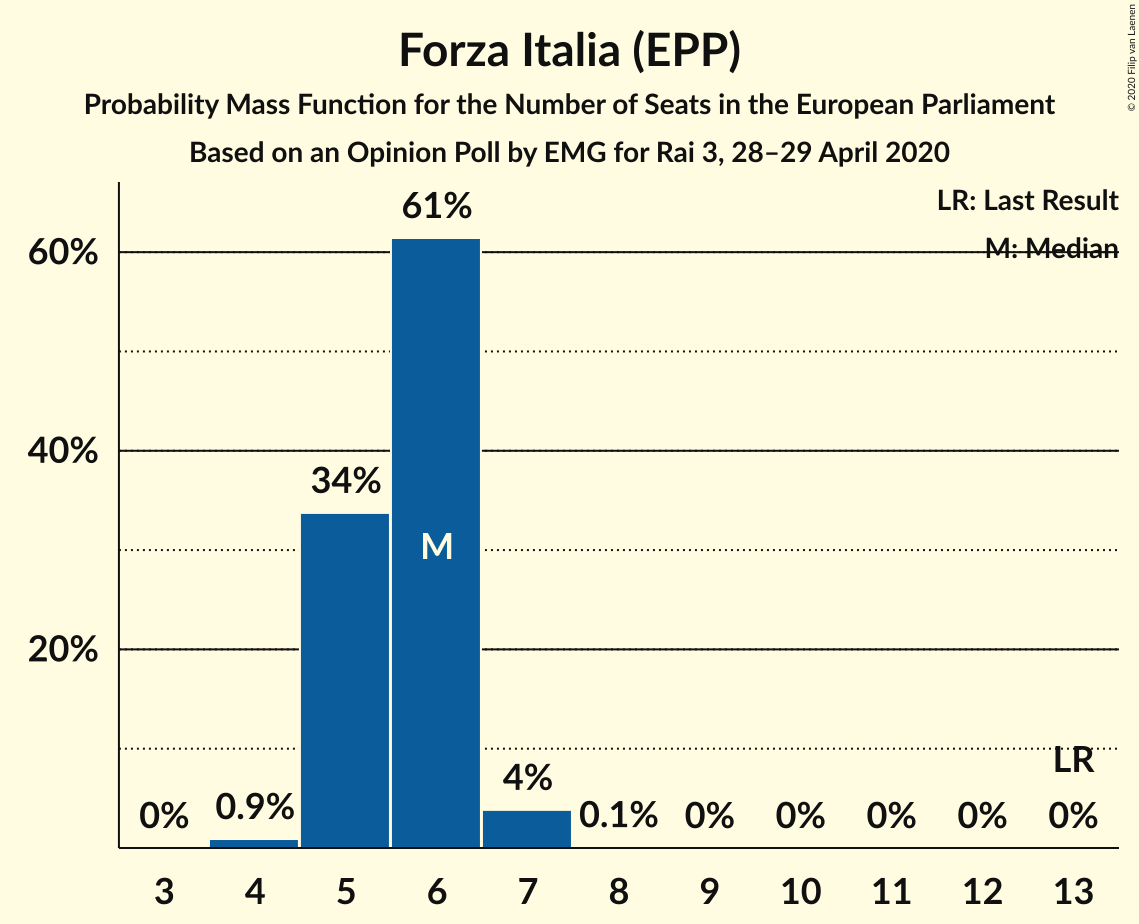 Forza Italia (EPP)
Probability Mass Function for the Number of Seats in the European Parliament
Based on an Opinion Poll by EMG for Rai 3, 28–29 April 2020
© 2020 Filip van Laenen
LR: Last Result
M: Median
60%
40%
20%
0%
0.9%
34%
61%
M
4%
0.1%
0%
0%
0%
0%
LR
0%
3 4 5 6 7 8 9 10 11 12 13